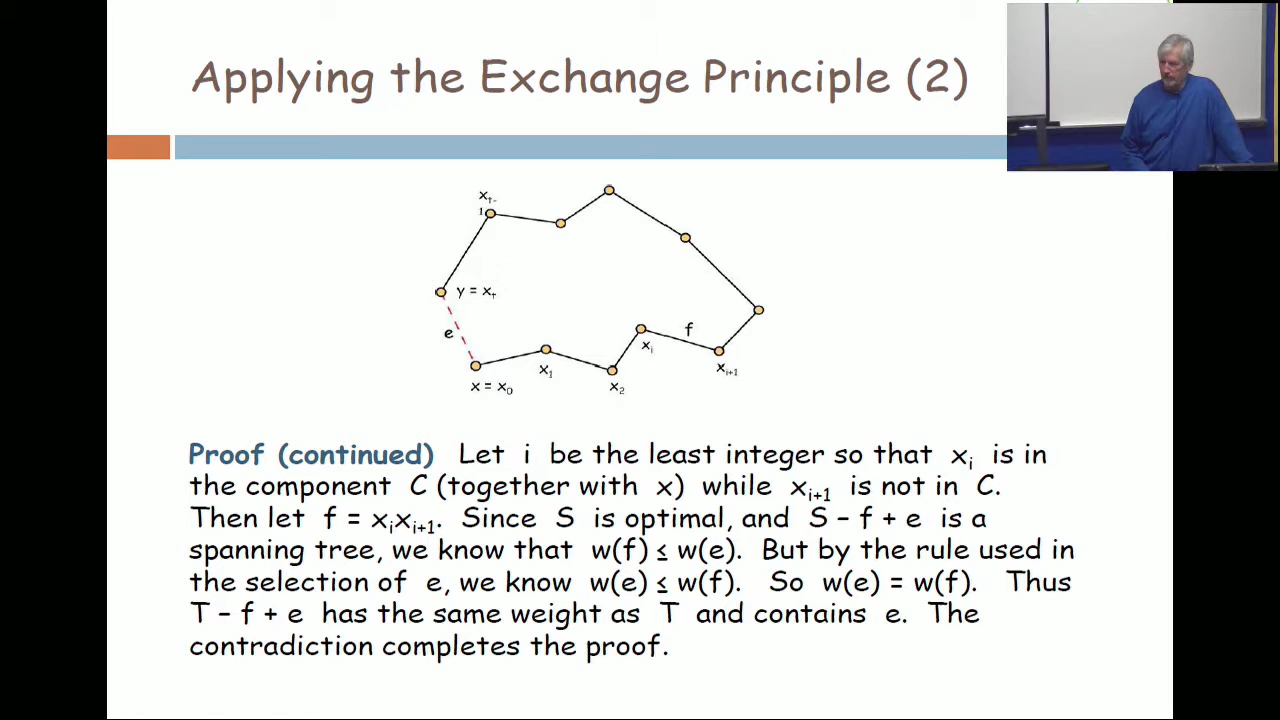 Applying the Exchange Principle (2)
x_t-
1
y = x_t
e
f
x_i
x_1
x_{i+1}
x = x_0
x_2
Proof (continued) Let i be the least integer so that x_i is in
the component C (together with x) while x_{i+1} is not in C.
Then let f = x_i x_{i+1}. Since S is optimal, and S – f + e is a
spanning tree, we know that w(f) ≤ w(e). But by the rule used in
the selection of e, we know w(e) ≤ w(f). So w(e) = w(f). Thus
T – f + e has the same weight as T and contains e. The
contradiction completes the proof.